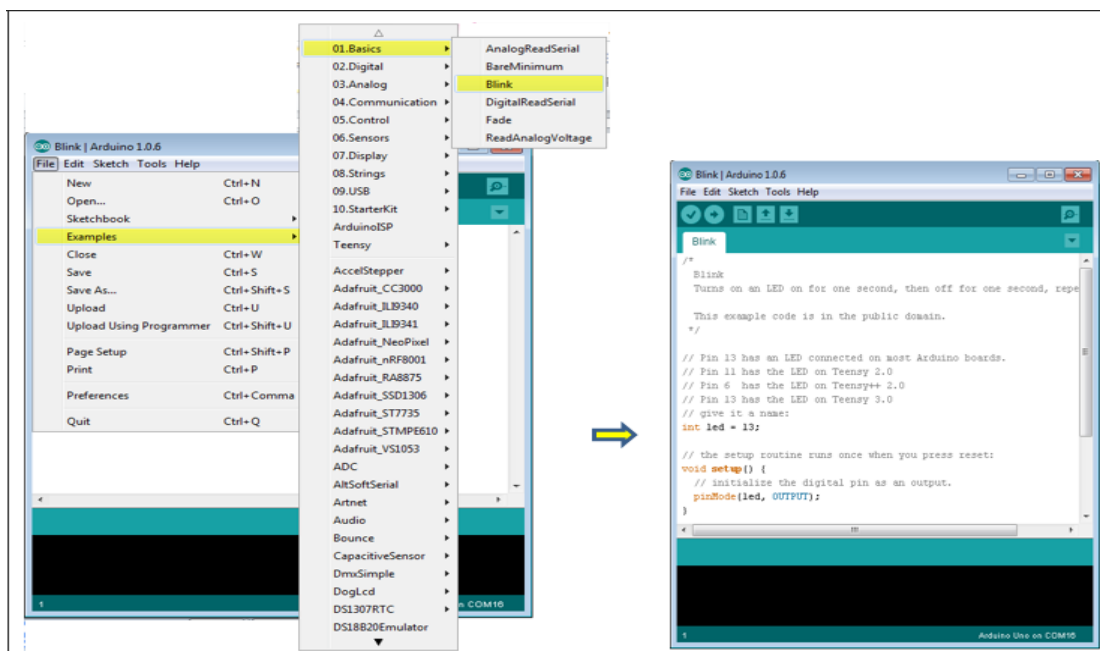 Blink | Arduino 1.0.6
File Edit Sketch Tools Help
New Ctrl+N
Open... Ctrl+O
Sketchbook
Examples
Close Ctrl+W
Save Ctrl+S
Save As... Ctrl+Shift+S
Upload Ctrl+U
Upload Using Programmer Ctrl+Shift+U
Page Setup Ctrl+Shift+P
Print Ctrl+P
Preferences Ctrl+Comma
Quit Ctrl+Q
1
n COM16
01.Basics
02.Digital
03.Analog
04.Communication
05.Control
06.Sensors
07.Display
08.Strings
09.USB
10.StarterKit
ArduinoISP
Teensy
AccelStepper
Adafruit_CC3000
Adafruit_ILI9340
Adafruit_ILI9341
Adafruit_NeoPixel
Adafruit_nRF8001
Adafruit_RA8875
Adafruit_SSD1306
Adafruit_ST7735
Adafruit_STMPE610
Adafruit_VS1053
ADC
AltSoftSerial
Artnet
Audio
Bounce
CapacitiveSensor
DmxSimple
DogLcd
DS1307RTC
DS18B20Emulator
AnalogReadSerial
BareMinimum
Blink
DigitalReadSerial
Fade
ReadAnalogVoltage
Blink | Arduino 1.0.6
File Edit Sketch Tools Help
Blink
/*
Blink
Turns on an LED on for one second, then off for one second, repe
This example code is in the public domain.
*/
// Pin 13 has an LED connected on most Arduino boards.
// Pin 11 has the LED on Teensy 2.0
// Pin 6 has the LED on Teensy++ 2.0
// Pin 13 has the LED on Teensy 3.0
// give it a name:
int led = 13;
// the setup routine runs once when you press reset:
void setup() {
// initialize the digital pin as an output.
pinMode(led, OUTPUT);
}
1
Arduino Uno on COM16